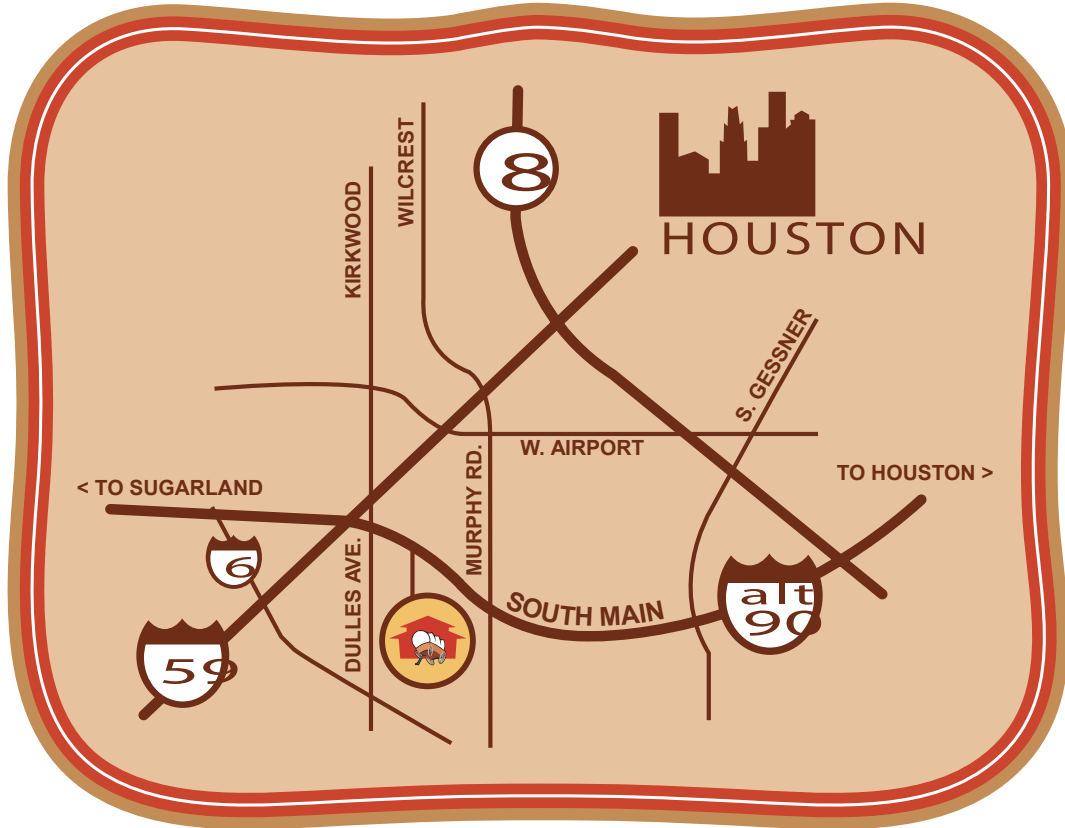 8
HOUSTON
WILCREST
KIRKWOOD
S. GESSNER
W. AIRPORT
TO HOUSTON >
< TO SUGARLAND
MURPHY RD.
6
DULLES AVE.
SOUTH MAIN
alt
90
59